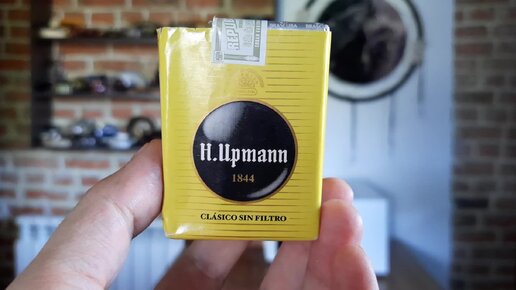 H.Upmann
1844
CLÁSICO SIN FILTRO